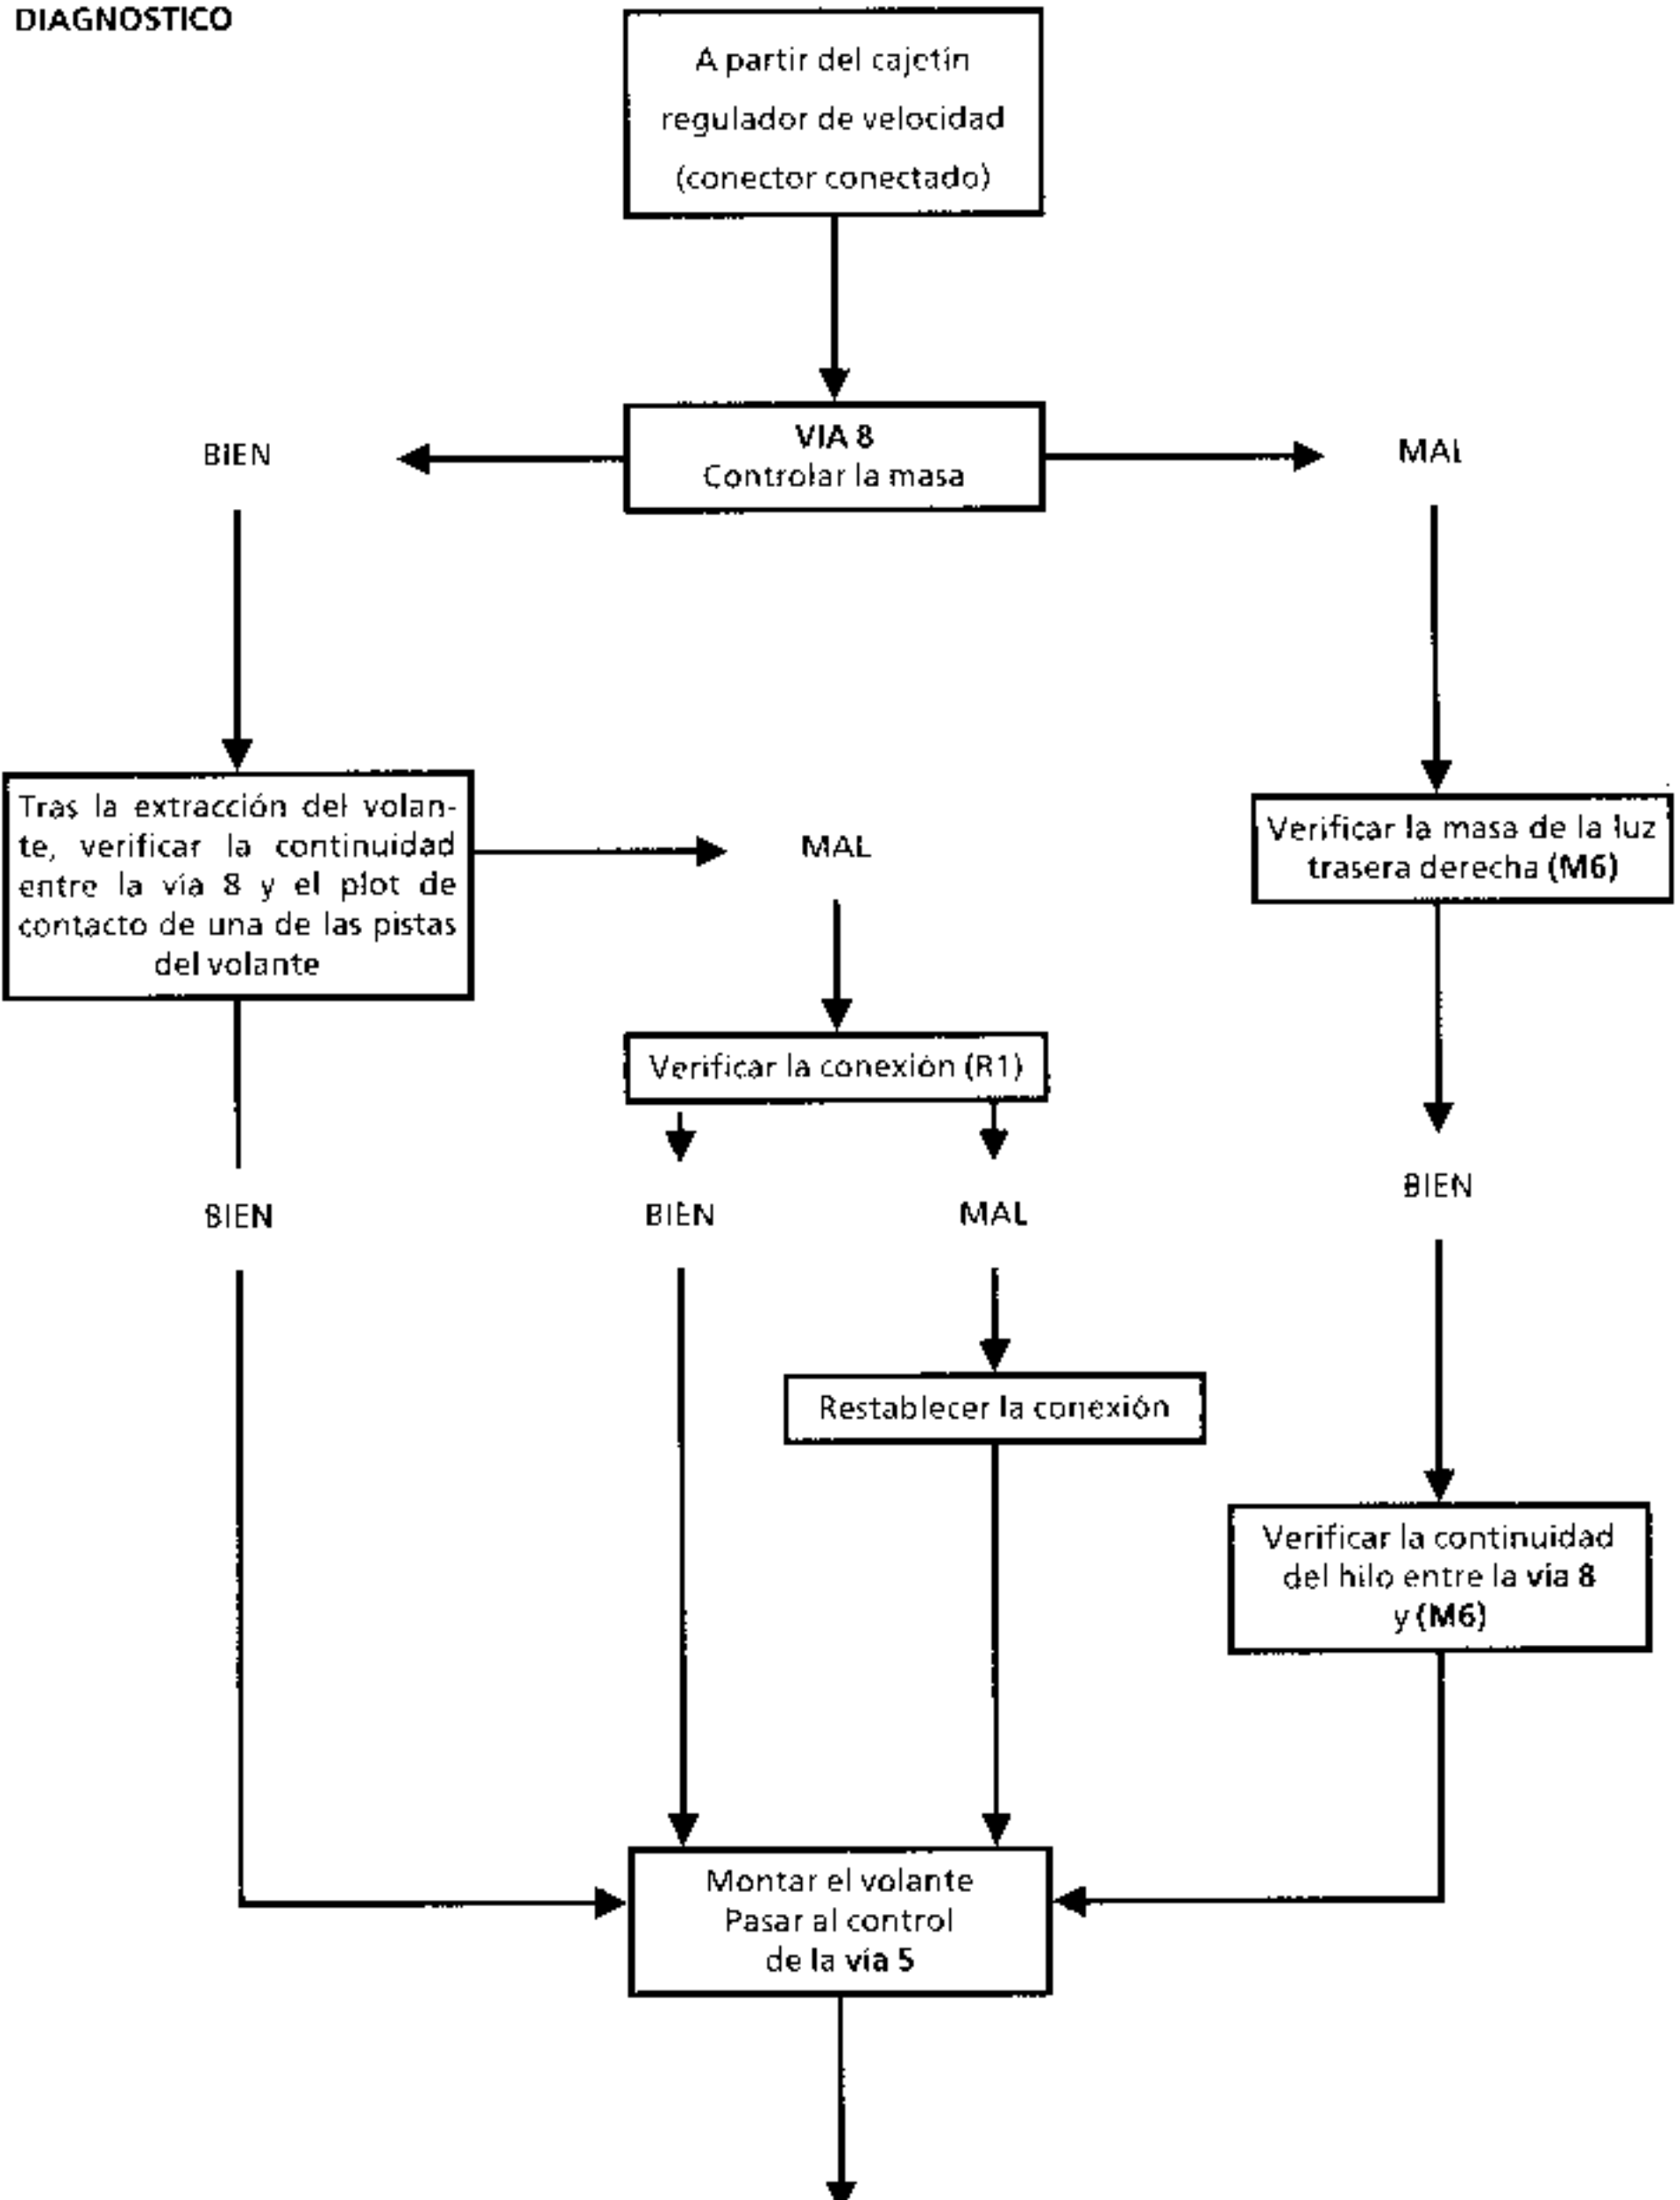 DIAGNOSTICO
A partir del cajetín
regulador de velocidad
(conector conectado)
VIA 8
Controlar la masa
BIEN
MAL
Tras la extracción del volan-
te, verificar la continuidad
entre la vía 8 y el plot de
contacto de una de las pistas
del volante
MAL
Verificar la masa de la luz
trasera derecha (M6)
Verificar la conexión (R1)
BIEN
BIEN
MAL
BIEN
Restablecer la conexión
Verificar la continuidad
del hilo entre la vía 8
y (M6)
Montar el volante
Pasar al control
de la vía 5